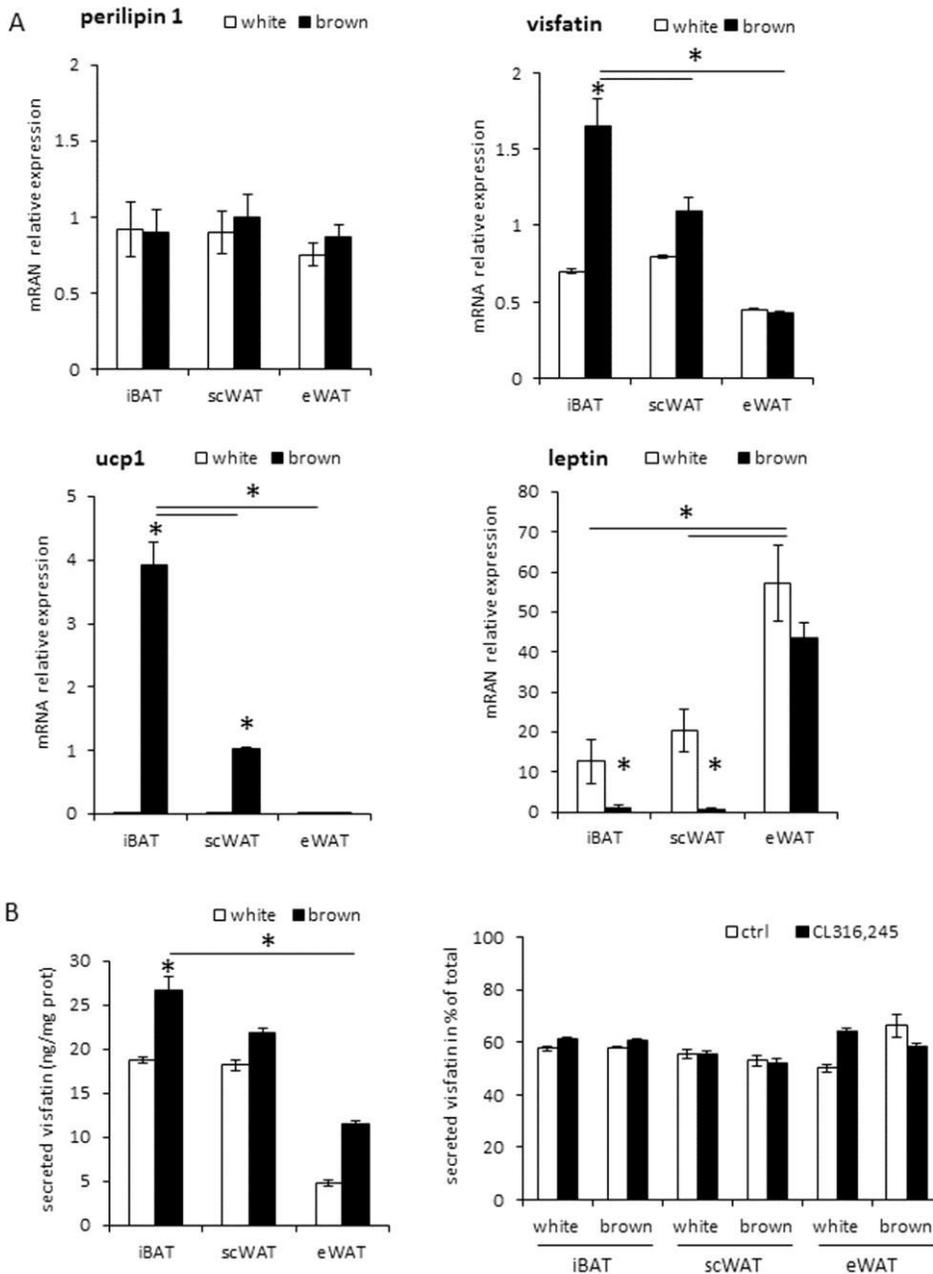 A
perilipin 1 white brown
mRAN relative expression
2
1.5
1
0.5
0
iBAT scWAT eWAT
visfatin white brown
mRNA relative expression
2
1.5
1
0.5
0
* *
iBAT scWAT eWAT
ucp1 white brown
mRNA relative expression
5
4
3
2
1
0
* * *
iBAT scWAT eWAT
leptin white brown
mRAN relative expression
80
70
60
50
40
30
20
10
0
* * *
iBAT scWAT eWAT
B
white brown
secreted visfatin (ng/mg prot)
30
25
20
15
10
5
0
* *
iBAT scWAT eWAT
ctrl CL316,245
secreted visfatin in % of total
100
80
60
40
20
0
white brown white brown white brown
iBAT scWAT eWAT